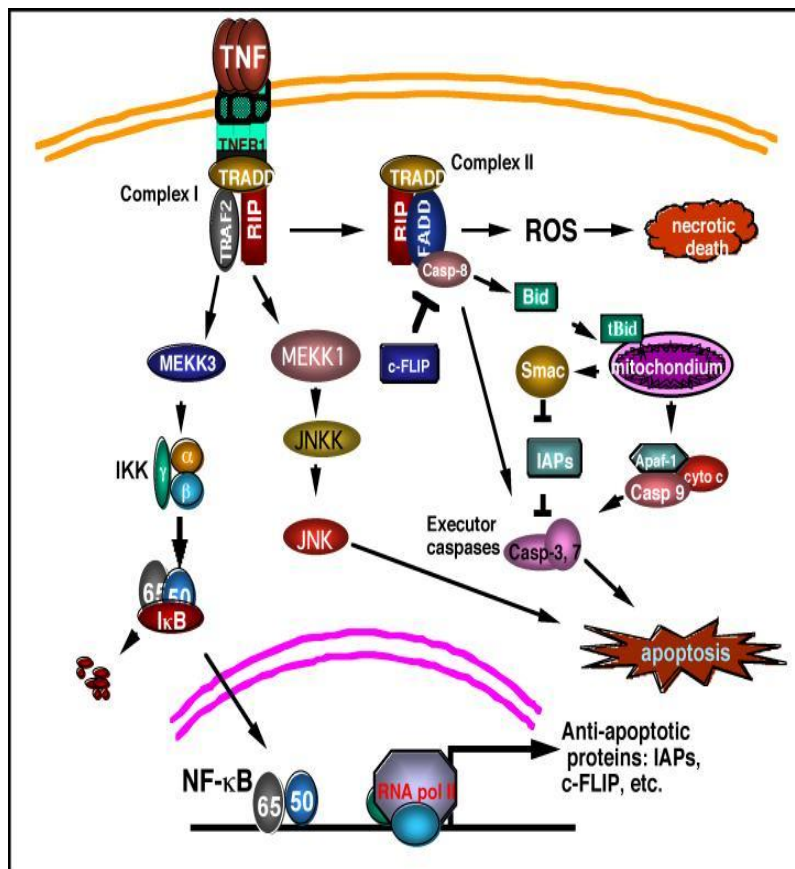 TNF
TNFR1
TRADD
Complex I
TRAF2
RIP
TRADD
Complex II
RIP
FADD
Casp-8
ROS
necrotic
death
Bid
tBid
mitochondium
MEKK3
MEKK1
c-FLIP
Smac
JNKK
IKK
γ
α
β
IAPs
Apaf-1
cyto c
Casp 9
JNK
Executor
caspases
Casp-3, 7
65
50
IκB
apoptosis
Anti-apoptotic
proteins: IAPs,
c-FLIP, etc.
NF-κB
65
50
RNA pol II